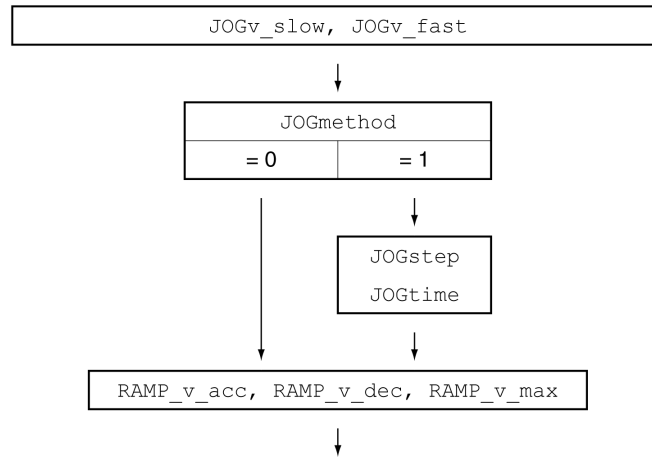 JOGv_slow, JOGv_fast
JOGmethod
= 0
= 1
JOGstep
JOGtime
RAMP_v_acc, RAMP_v_dec, RAMP_v_max